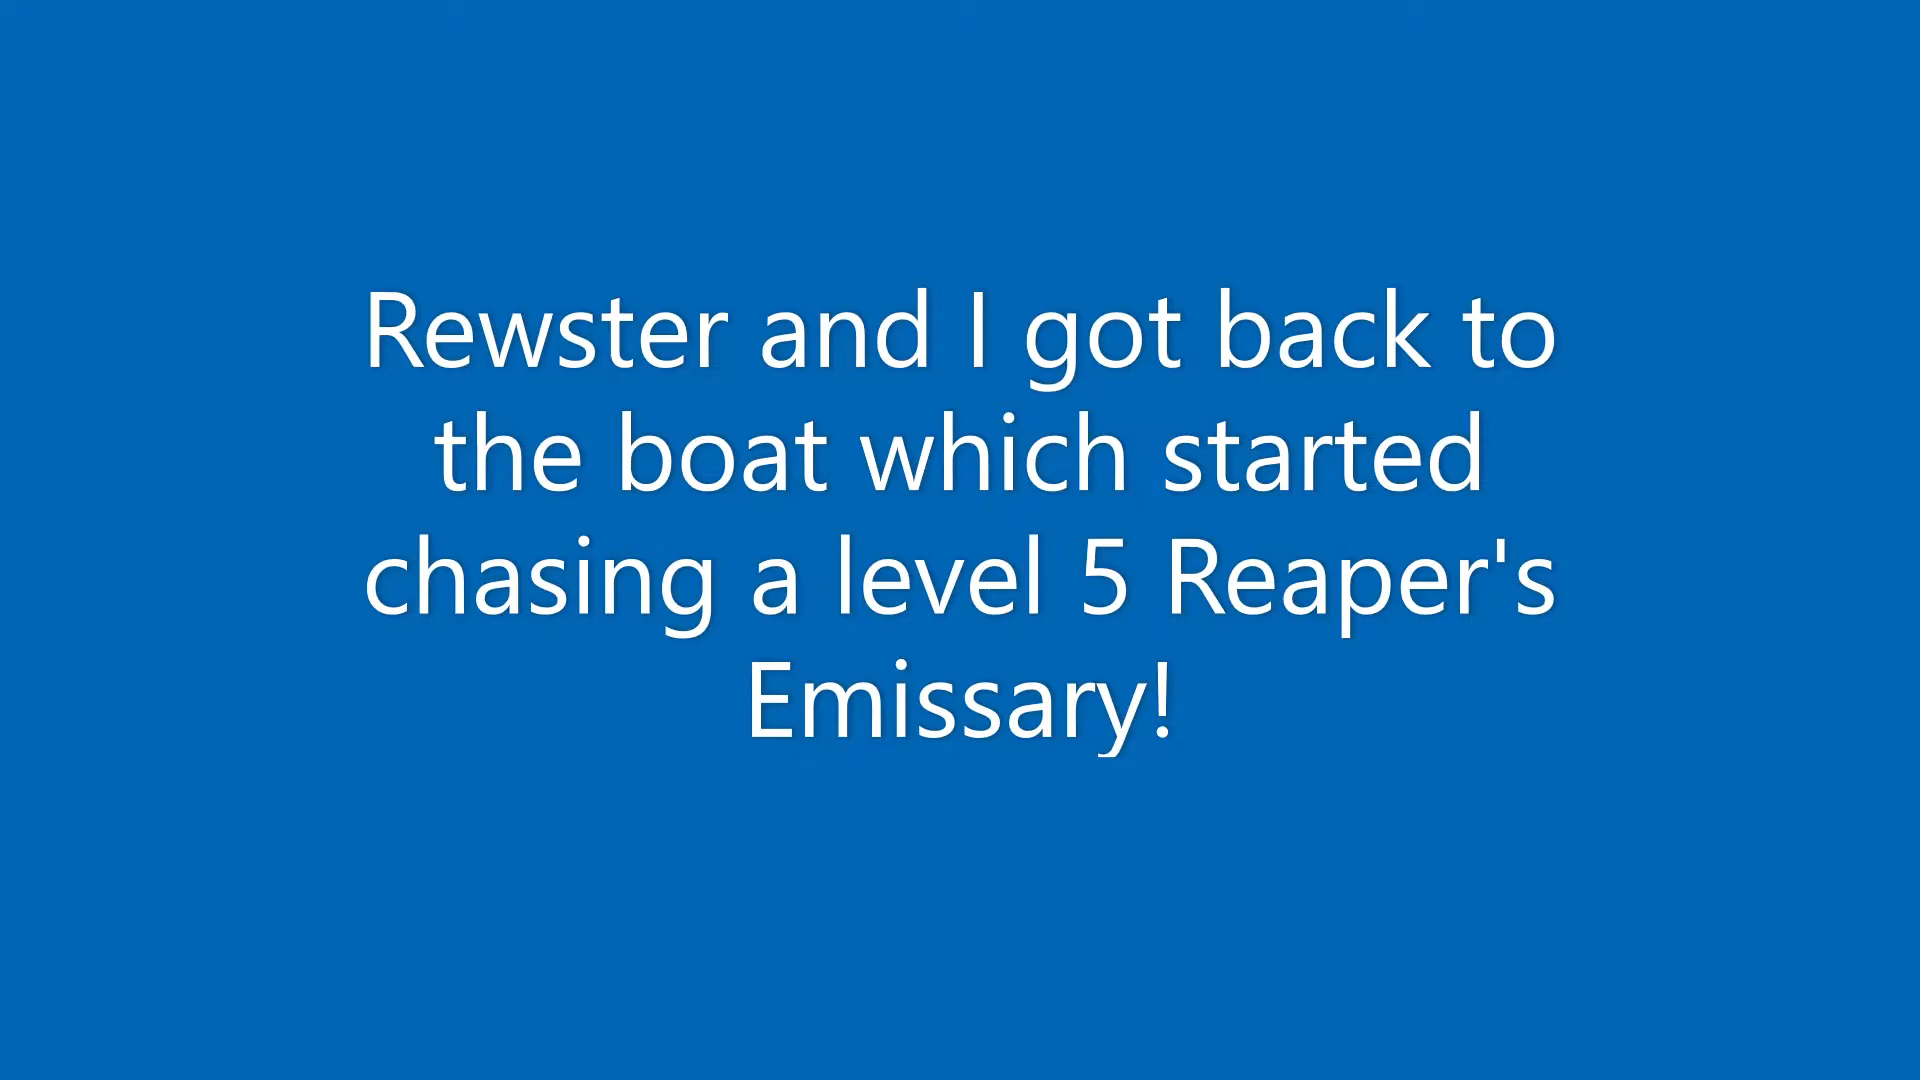 Rewster and I got back to
the boat which started
chasing a level 5 Reaper's
Emissary!